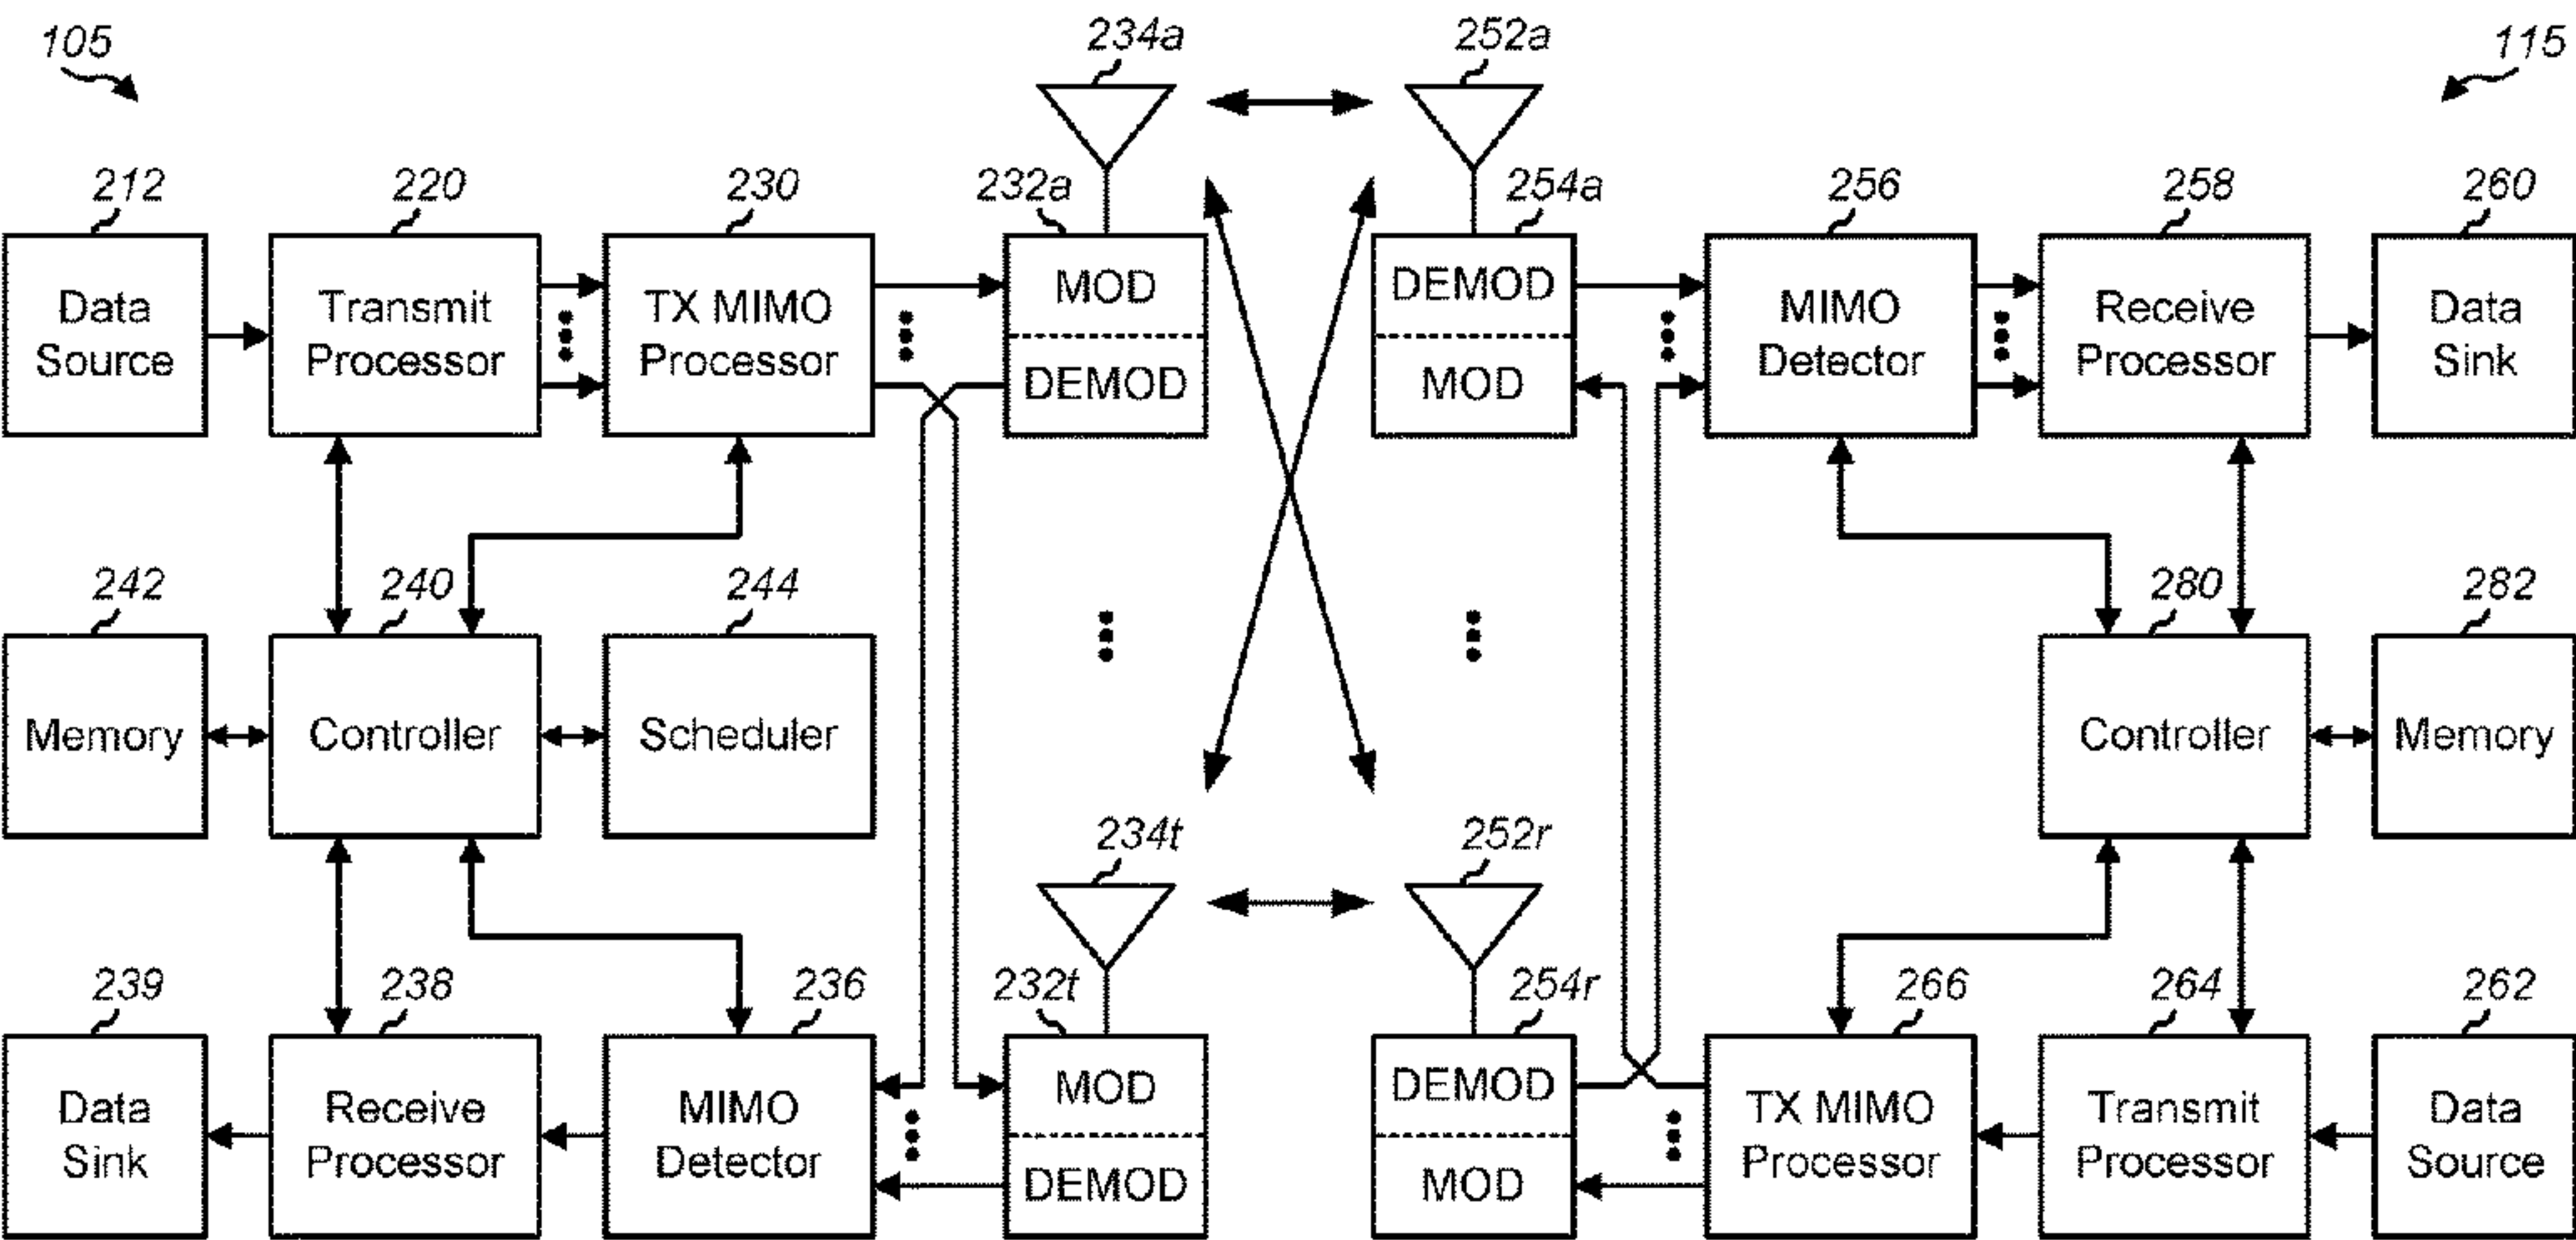 105
234a
252a
115
212
220
230
232a
254a
256
258
260
Data
Source
Transmit
Processor
TX MIMO
Processor
MOD
DEMOD
DEMOD
MOD
MIMO
Detector
Receive
Processor
Data
Sink
242
240
244
280
282
Memory
Controller
Scheduler
Controller
Memory
234t
252r
239
238
236
232t
254r
266
264
262
Data
Sink
Receive
Processor
MIMO
Detector
MOD
DEMOD
DEMOD
MOD
TX MIMO
Processor
Transmit
Processor
Data
Source